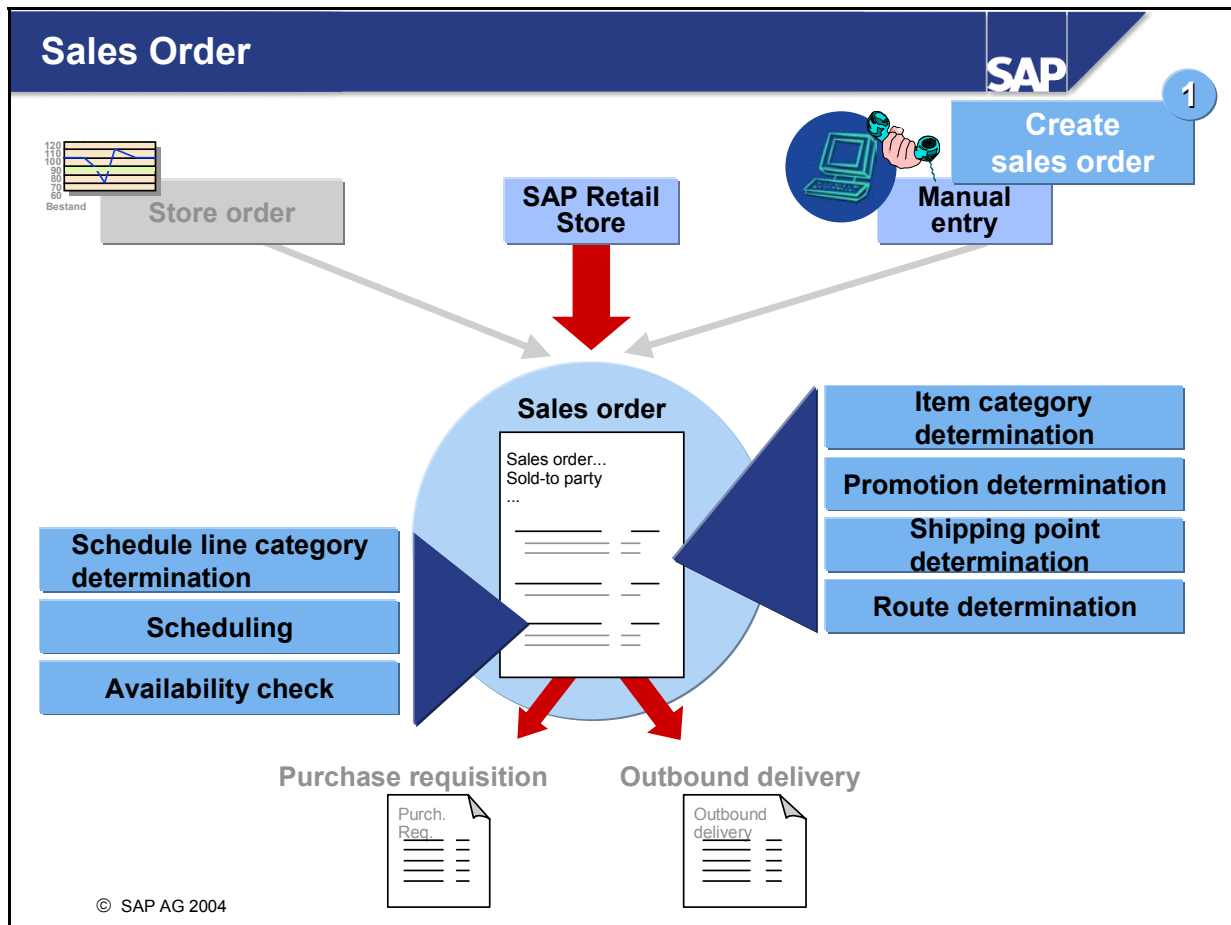 Sales Order
SAP
1
Create
sales order
120
110
100
90
80
70
60
Bestand
Store order
SAP Retail
Store
Manual
entry
Sales order
Sales order...
Sold-to party
...
Item category
determination
Promotion determination
Shipping point
determination
Route determination
Schedule line category
determination
Scheduling
Availability check
Purchase requisition
Outbound delivery
Purch.
Req.
Outbound
delivery
© SAP AG 2004